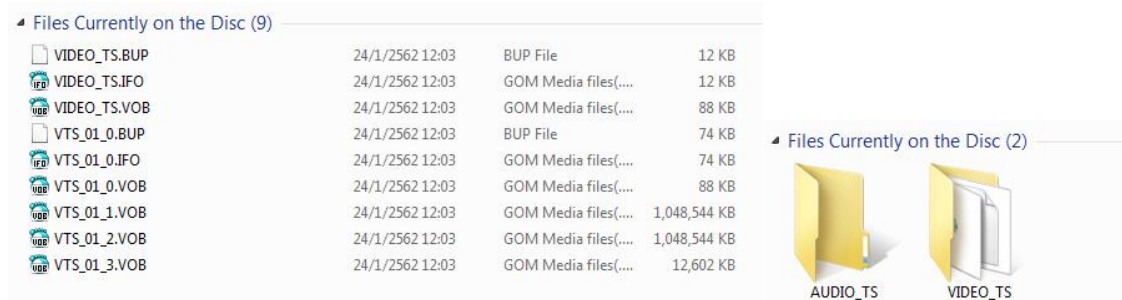 Files Currently on the Disc (9)
VIDEO_TS.BUP 24/1/2562 12:03 BUP File 12 KB
VIDEO_TS.IFO 24/1/2562 12:03 GOM Media files(.... 12 KB
VIDEO_TS.VOB 24/1/2562 12:03 GOM Media files(.... 88 KB
VTS_01_0.BUP 24/1/2562 12:03 BUP File 74 KB
VTS_01_0.IFO 24/1/2562 12:03 GOM Media files(.... 74 KB
VTS_01_0.VOB 24/1/2562 12:03 GOM Media files(.... 88 KB
VTS_01_1.VOB 24/1/2562 12:03 GOM Media files(.... 1,048,544 KB
VTS_01_2.VOB 24/1/2562 12:03 GOM Media files(.... 1,048,544 KB
VTS_01_3.VOB 24/1/2562 12:03 GOM Media files(.... 12,602 KB
Files Currently on the Disc (2)
AUDIO_TS VIDEO_TS